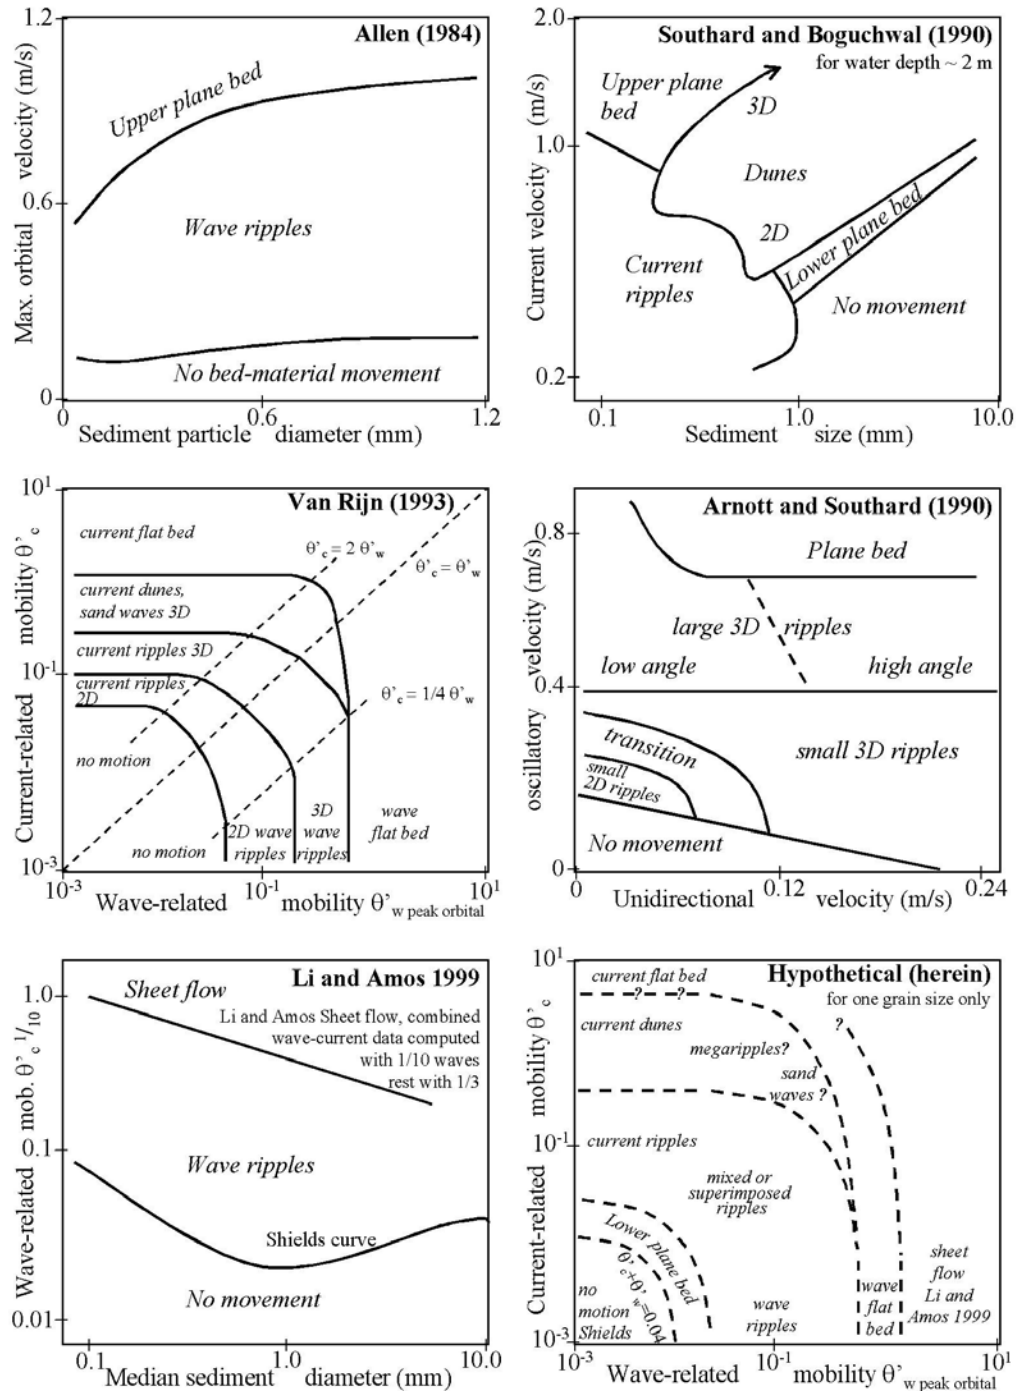 Allen (1984)
1.2
0.6
0
Max. orbital velocity (m/s)
Upper plane bed
Wave ripples
No bed-material movement
0 0.6 1.2
Sediment particle diameter (mm)
Southard and Boguchwal (1990)
for water depth ~ 2 m
2.0
1.0
0.2
Current velocity (m/s)
Upper plane
bed
3D
Dunes
2D
Current
ripples
Lower plane bed
No movement
0.1 1.0 10.0
Sediment size (mm)
Van Rijn (1993)
10¹
10⁻¹
10⁻³
Current-related mobility θ'c
current flat bed
θ'c = 2 θ'w
θ'c = θ'w
current dunes,
sand waves 3D
current ripples 3D
current ripples
2D
θ'c = 1/4 θ'w
no motion
no motion
2D wave
ripples
3D
wave
ripples
wave
flat bed
10⁻³ 10⁻¹ 10¹
Wave-related mobility θ'w peak orbital
Arnott and Southard (1990)
0.8
0.4
0
oscillatory velocity (m/s)
Plane bed
large 3D ripples
low angle high angle
transition
small 3D ripples
small
2D ripples
No movement
0 0.12 0.24
Unidirectional velocity (m/s)
Li and Amos 1999
1.0
0.1
0.01
Wave-related mob. θ'c 1/10
Sheet flow
Li and Amos Sheet flow, combined
wave-current data computed
with 1/10 waves
rest with 1/3
Wave ripples
Shields curve
No movement
0.1 1.0 10.0
Median sediment diameter (mm)
Hypothetical (herein)
for one grain size only
10¹
10⁻¹
10⁻³
Current-related mobility θ'c
current flat bed
? ?
current dunes
?
megaripples?
sand
waves ?
current ripples
mixed or
superimposed
ripples
Lower plane bed
θ'c+θ'w=0.04
no
motion
Shields
wave
ripples
wave
flat
bed
sheet
flow
Li and
Amos 1999
10⁻³ 10⁻¹ 10¹
Wave-related mobility θ'w peak orbital